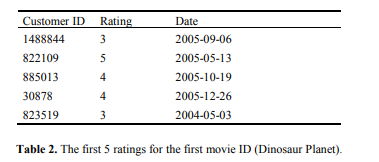 Customer ID Rating Date
1488844 3 2005-09-06
822109 5 2005-05-13
885013 4 2005-10-19
30878 4 2005-12-26
823519 3 2004-05-03
Table 2. The first 5 ratings for the first movie ID (Dinosaur Planet).